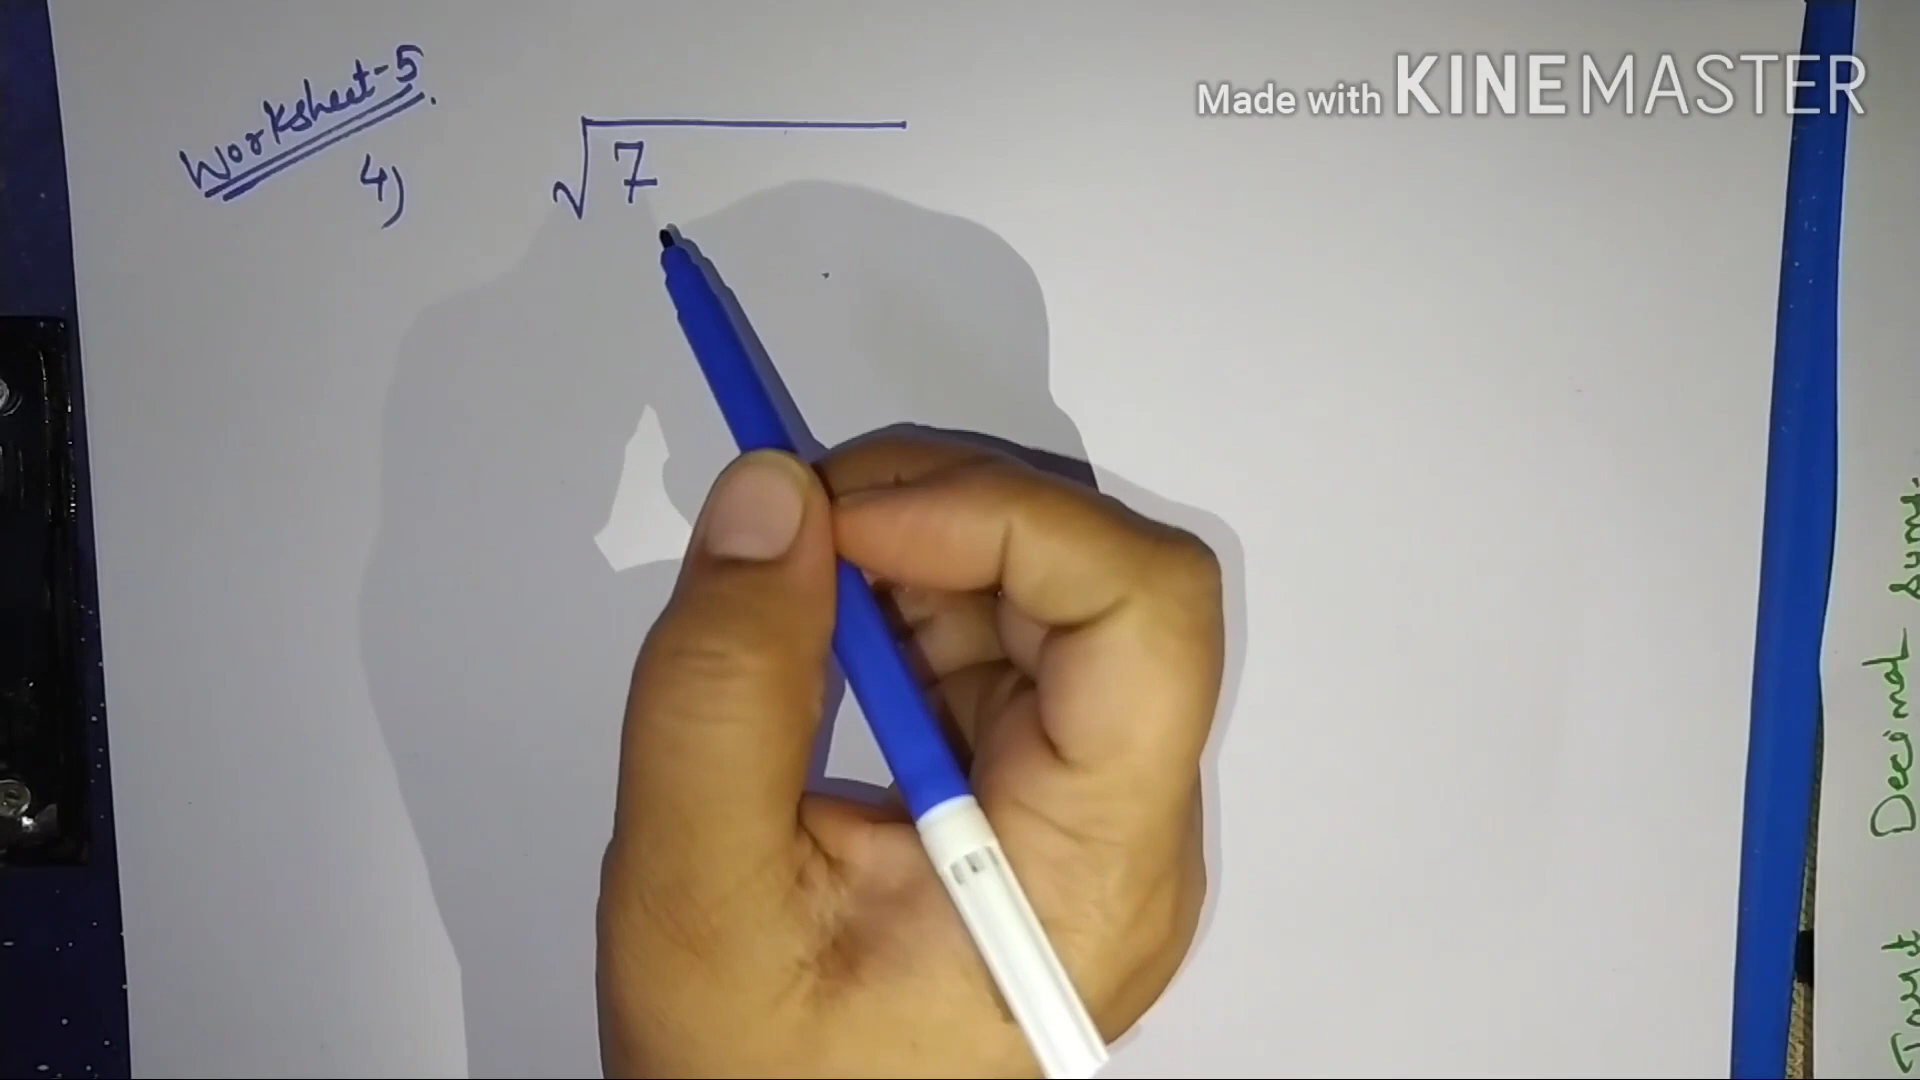 Worksheet-5.
4)
√7
Made with KINEMASTER
Decimal sums.